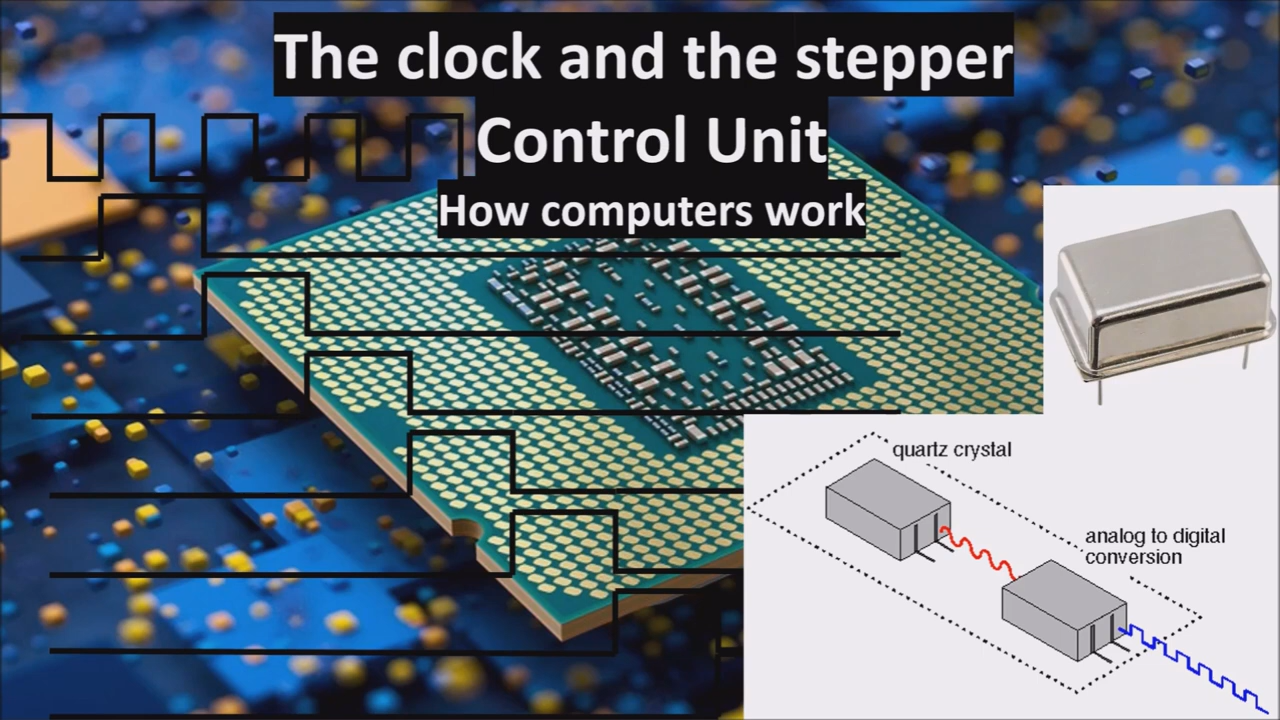 The clock and the stepper
Control Unit
How computers work
quartz crystal
analog to digital
conversion